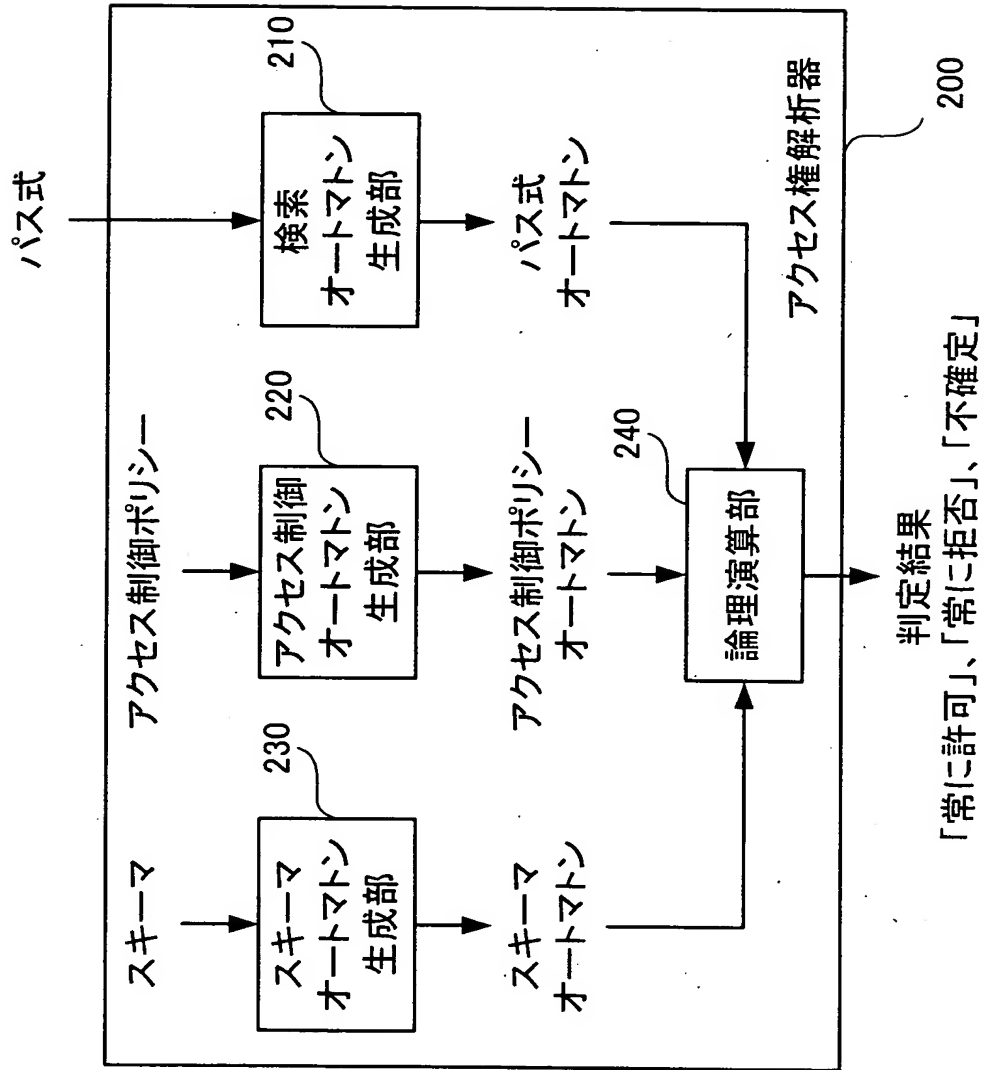 パス式
スキーマ
アクセス制御ポリシー
230
220
210
スキーマ
オートマトン
生成部
アクセス制御
オートマトン
生成部
検索
オートマトン
生成部
スキーマ
オートマトン
アクセス制御ポリシー
オートマトン
パス式
オートマトン
240
論理演算部
アクセス権解析器
200
判定結果
「常に許可」、「常に拒否」、「不確定」